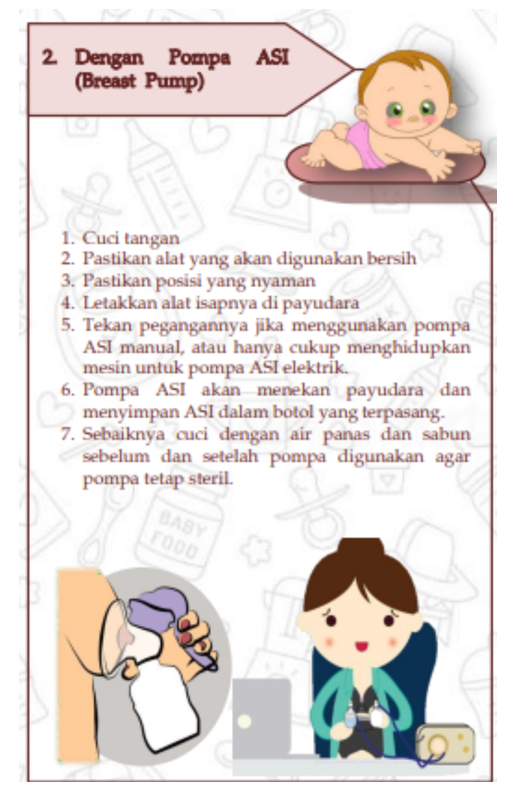 2. Dengan Pompa ASI
(Breast Pump)
1. Cuci tangan
2. Pastikan alat yang akan digunakan bersih
3. Pastikan posisi yang nyaman
4. Letakkan alat isapnya di payudara
5. Tekan pegangannya jika menggunakan pompa
ASI manual, atau hanya cukup menghidupkan
mesin untuk pompa ASI elektrik.
6. Pompa ASI akan menekan payudara dan
menyimpan ASI dalam botol yang terpasang.
7. Sebaiknya cuci dengan air panas dan sabun
sebelum dan setelah pompa digunakan agar
pompa tetap steril.
BABY
FOOD